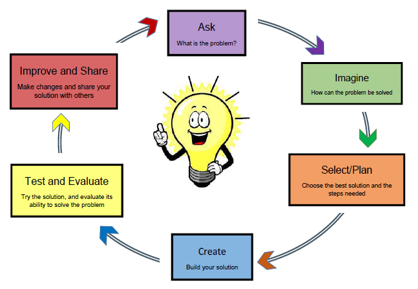 Ask
What is the problem?
Imagine
How can the problem be solved
Select/Plan
Choose the best solution and the
steps needed
Create
Build your solution
Test and Evaluate
Try the solution, and evaluate its
ability to solve the problem
Improve and Share
Make changes and share your
solution with others